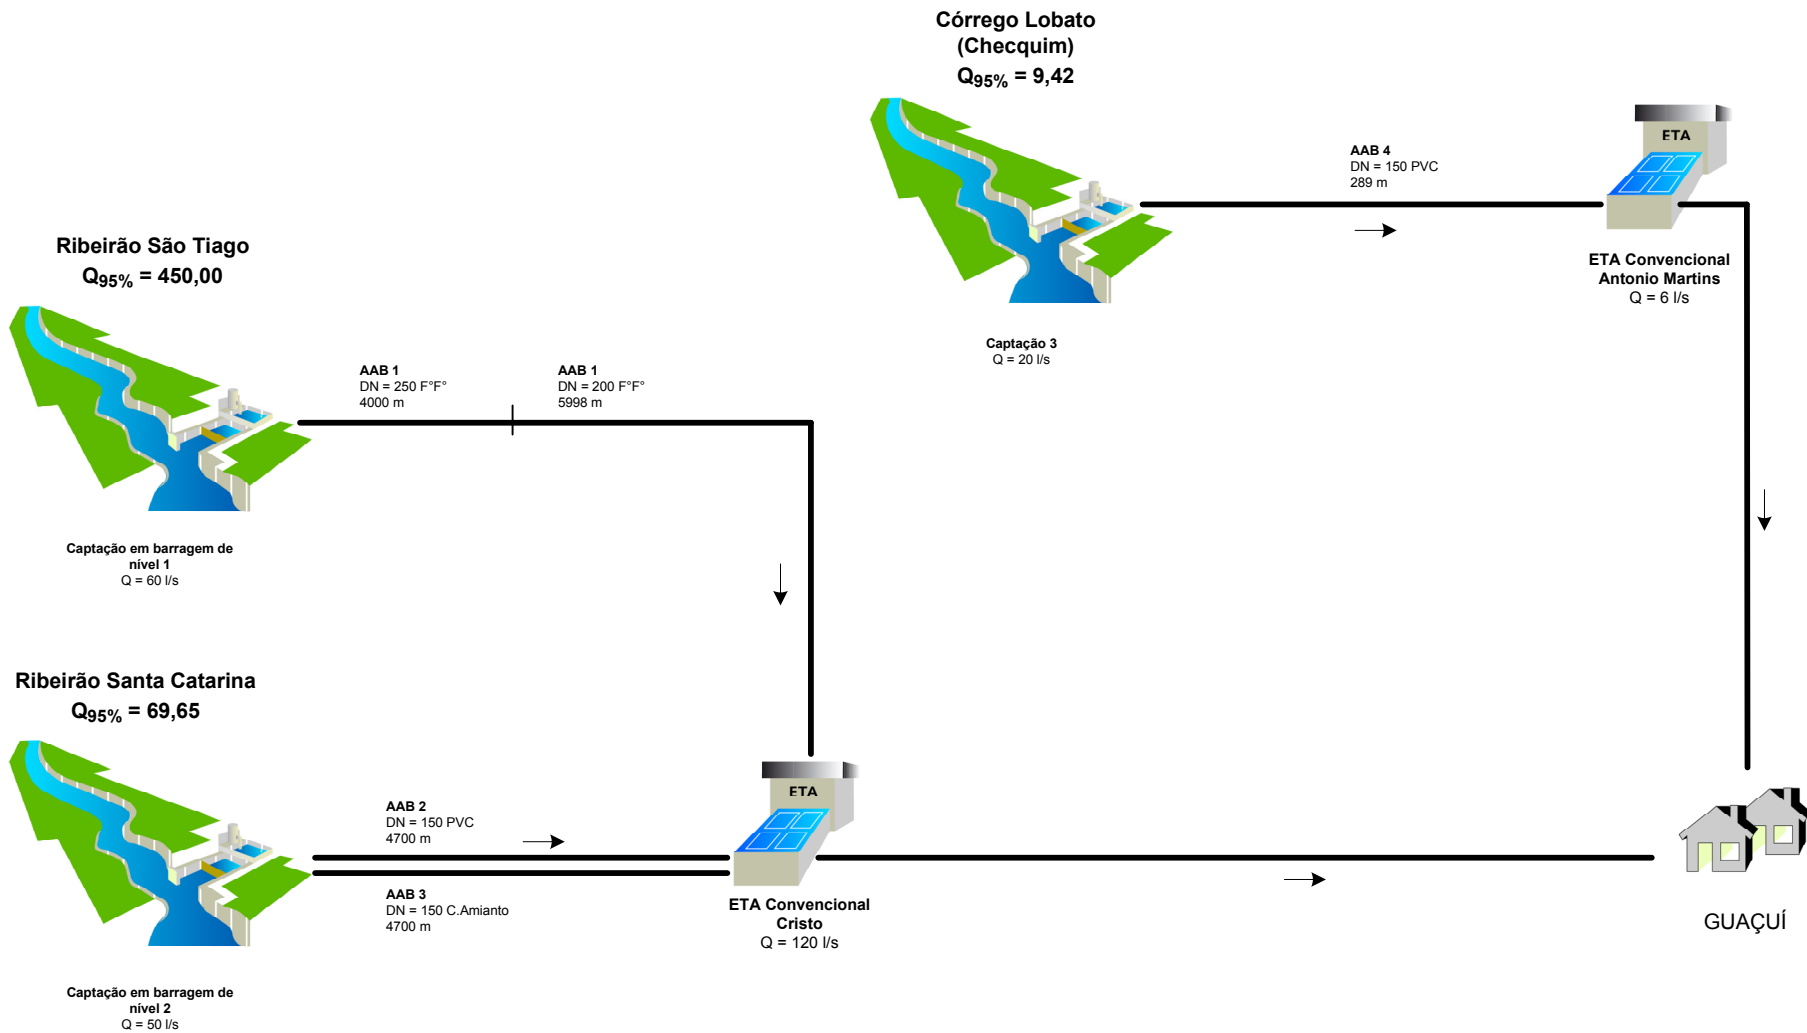 Córrego Lobato
(Checquim)
Q95% = 9,42
ETA
AAB 4
DN = 150 PVC
289 m
ETA Convencional
Antonio Martins
Q = 6 l/s
Captação 3
Q = 20 l/s
Ribeirão São Tiago
Q95% = 450,00
AAB 1
DN = 250 F°F°
4000 m
AAB 1
DN = 200 F°F°
5998 m
Captação em barragem de
nível 1
Q = 60 l/s
Ribeirão Santa Catarina
Q95% = 69,65
ETA
AAB 2
DN = 150 PVC
4700 m
AAB 3
DN = 150 C.Amianto
4700 m
ETA Convencional
Cristo
Q = 120 l/s
GUAÇUÍ
Captação em barragem de
nível 2
Q = 50 l/s